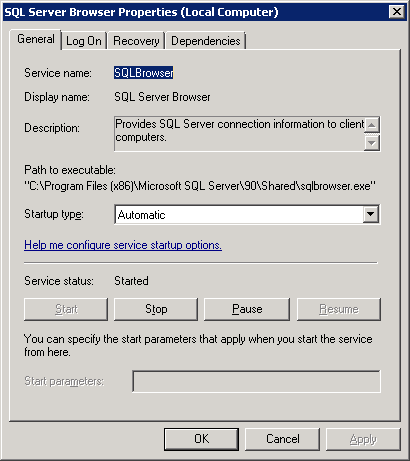 SQL Server Browser Properties (Local Computer)
General Log On Recovery Dependencies
Service name: SQLBrowser
Display name: SQL Server Browser
Description: Provides SQL Server connection information to client
computers.
Path to executable:
"C:\Program Files (x86)\Microsoft SQL Server\90\Shared\sqlbrowser.exe"
Startup type: Automatic
Help me configure service startup options.
Service status: Started
Start Stop Pause Resume
You can specify the start parameters that apply when you start the service
from here.
Start parameters:
OK Cancel Apply